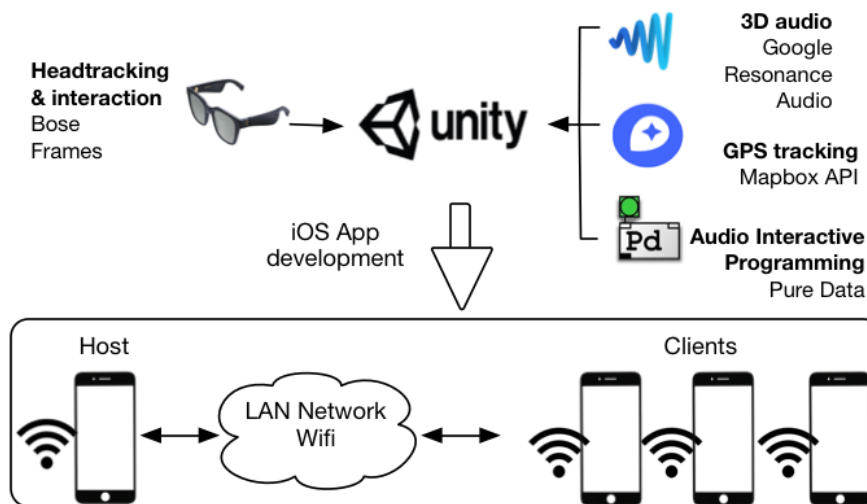 Headtracking
& interaction
Bose
Frames
unity
3D audio
Google
Resonance
Audio
GPS tracking
Mapbox API
Pd
Audio Interactive
Programming
Pure Data
iOS App
development
Host
LAN Network
Wifi
Clients